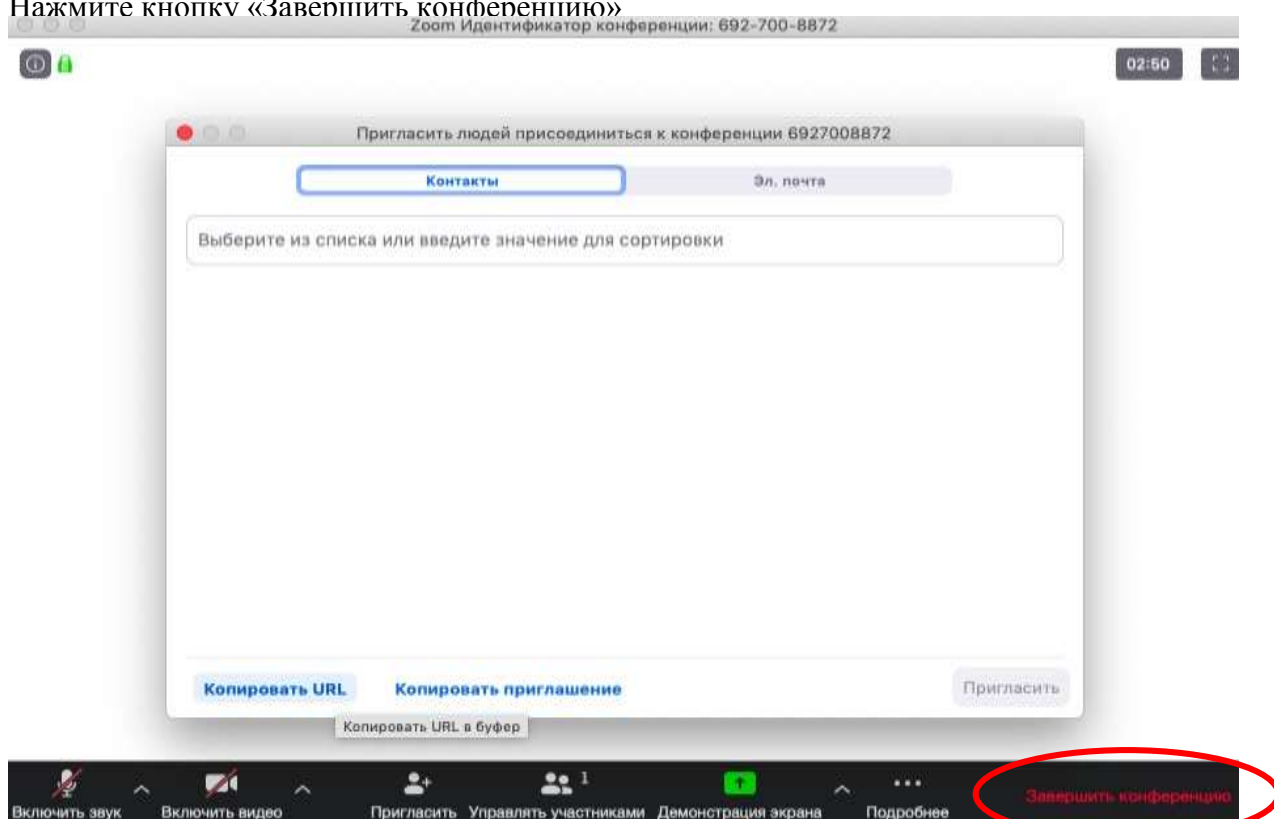 Нажмите кнопку «Завершить конференцию»
Zoom Идентификатор конференции: 692-700-8872
02:50
Пригласить людей присоединиться к конференции 6927008872
Контакты
Эл. почта
Выберите из списка или введите значение для сортировки
Копировать URL
Копировать приглашение
Пригласить
Копировать URL в буфер
1
Включить звук
Включить видео
Пригласить
Управлять участниками
Демонстрация экрана
Подробнее
Завершить конференцию